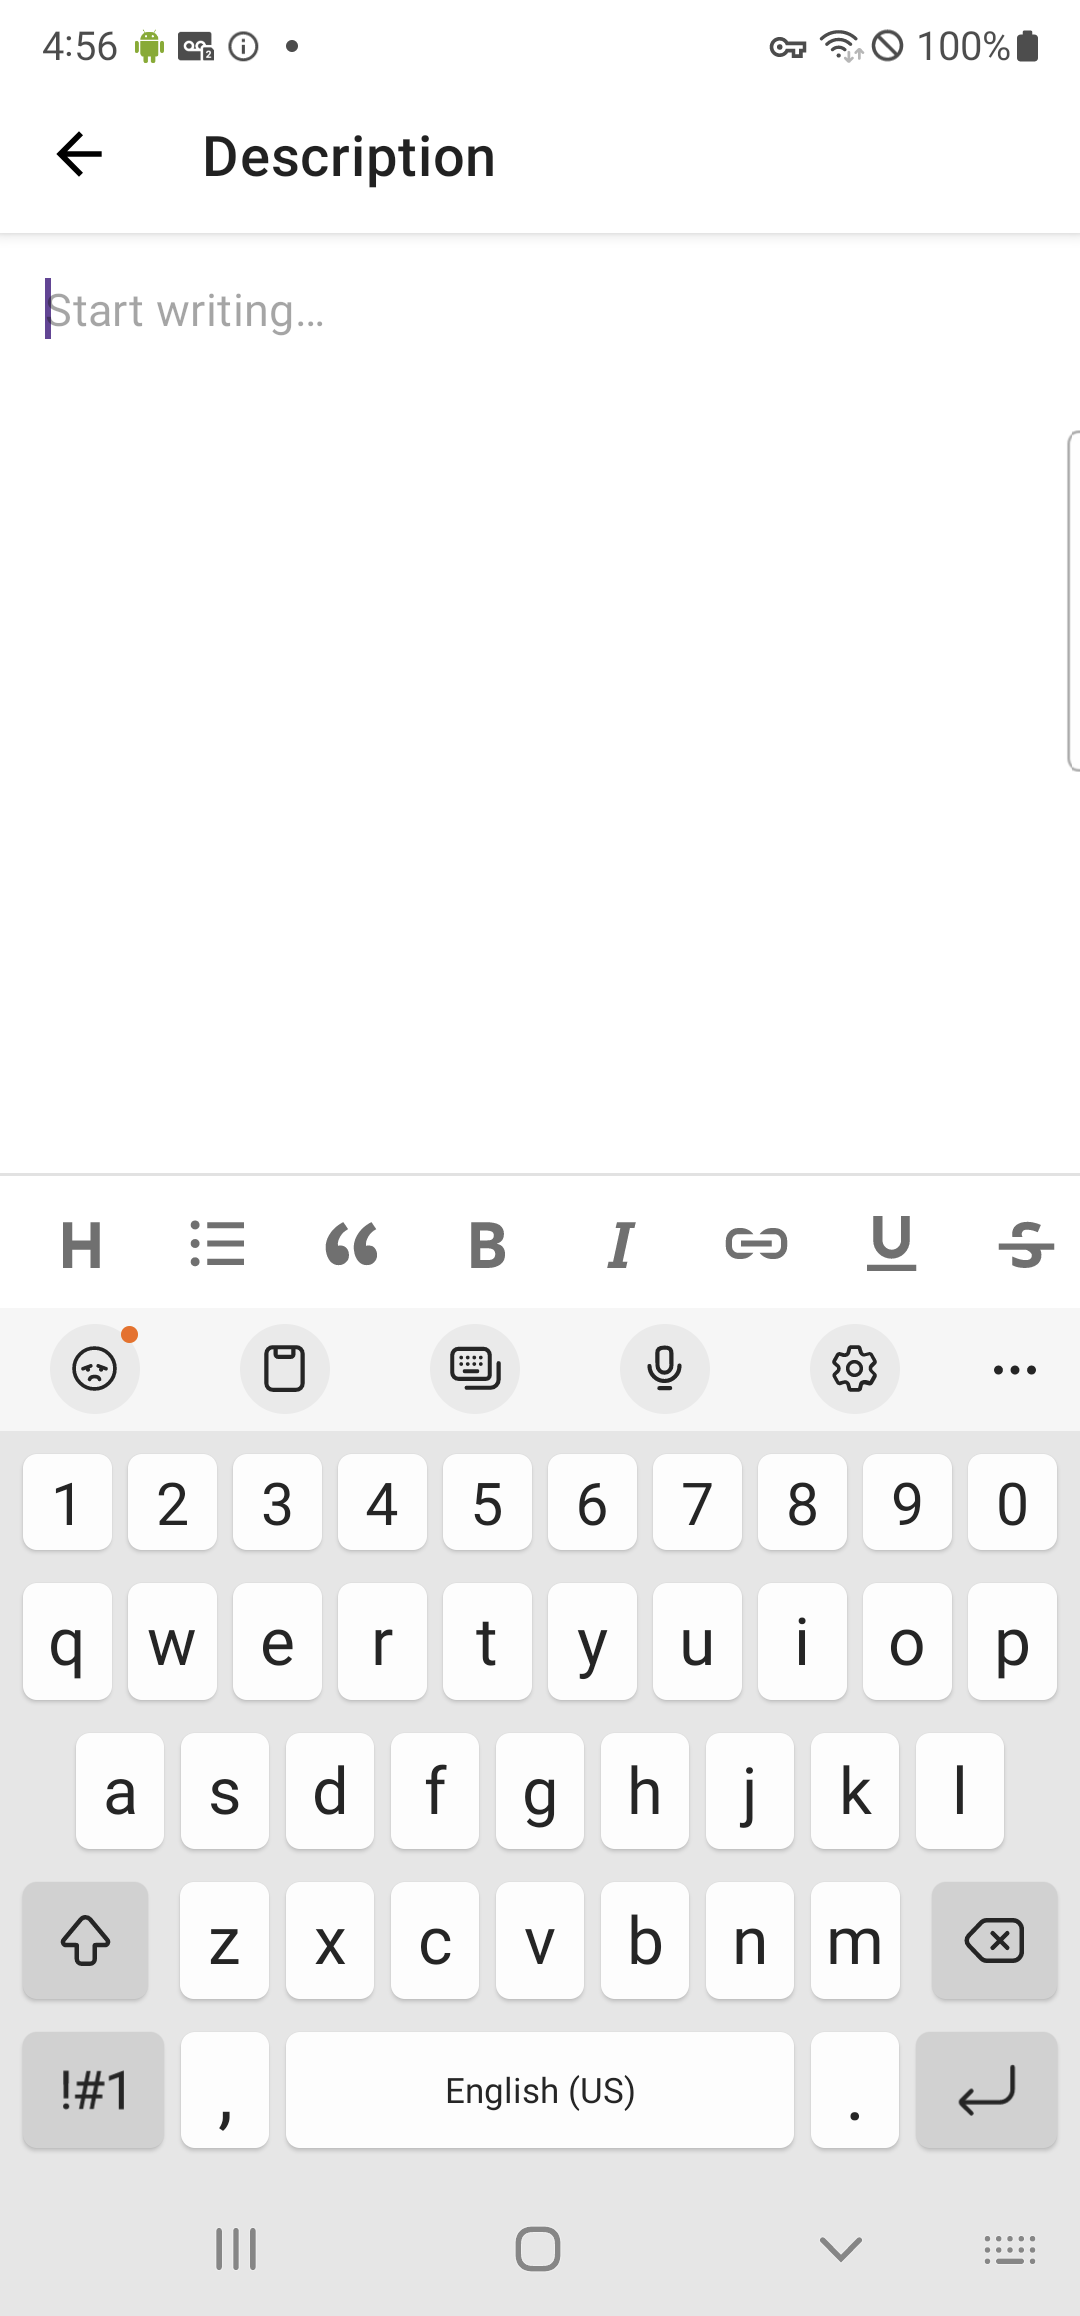 4:56 100%
Description
Start writing…
H B I U S
1 2 3 4 5 6 7 8 9 0
q w e r t y u i o p
a s d f g h j k l
z x c v b n m
!#1 , English (US) .